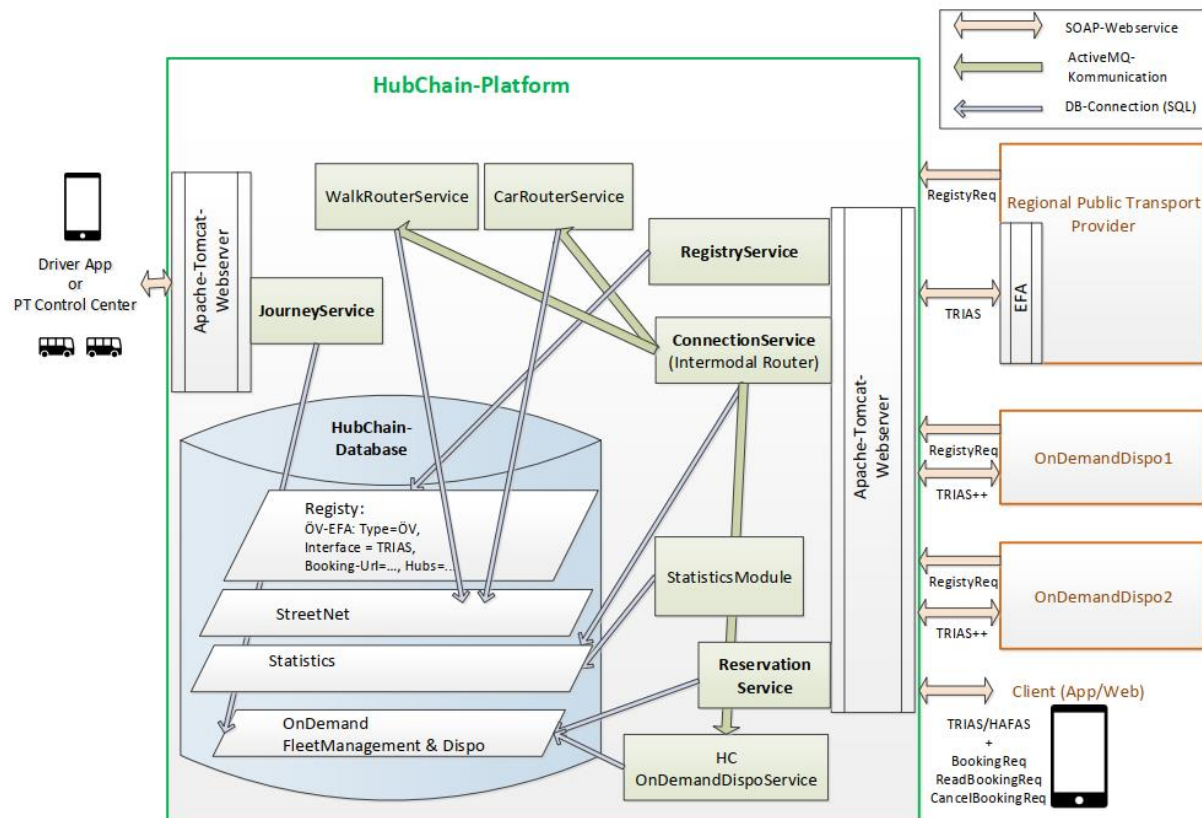 SOAP-Webservice
ActiveMQ-
Kommunication
DB-Connection (SQL)
HubChain-Platform
Driver App
or
PT Control Center
Apache-Tomcat-
Webserver
JourneyService
WalkRouterService
CarRouterService
RegistryService
ConnectionService
(Intermodal Router)
Apache-Tomcat-
Webserver
HubChain-
Database
Registy:
ÖV-EFA: Type=ÖV,
Interface = TRIAS,
Booking-Url=..., Hubs=...
StreetNet
Statistics
OnDemand
FleetManagement & Dispo
StatisticsModule
Reservation
Service
HC
OnDemandDispoService
RegistyReq
Regional Public Transport
Provider
TRIAS
EFA
RegistyReq
TRIAS++
OnDemandDispo1
RegistyReq
TRIAS++
OnDemandDispo2
Client (App/Web)
TRIAS/HAFAS
+
BookingReq
ReadBookingReq
CancelBookingReq